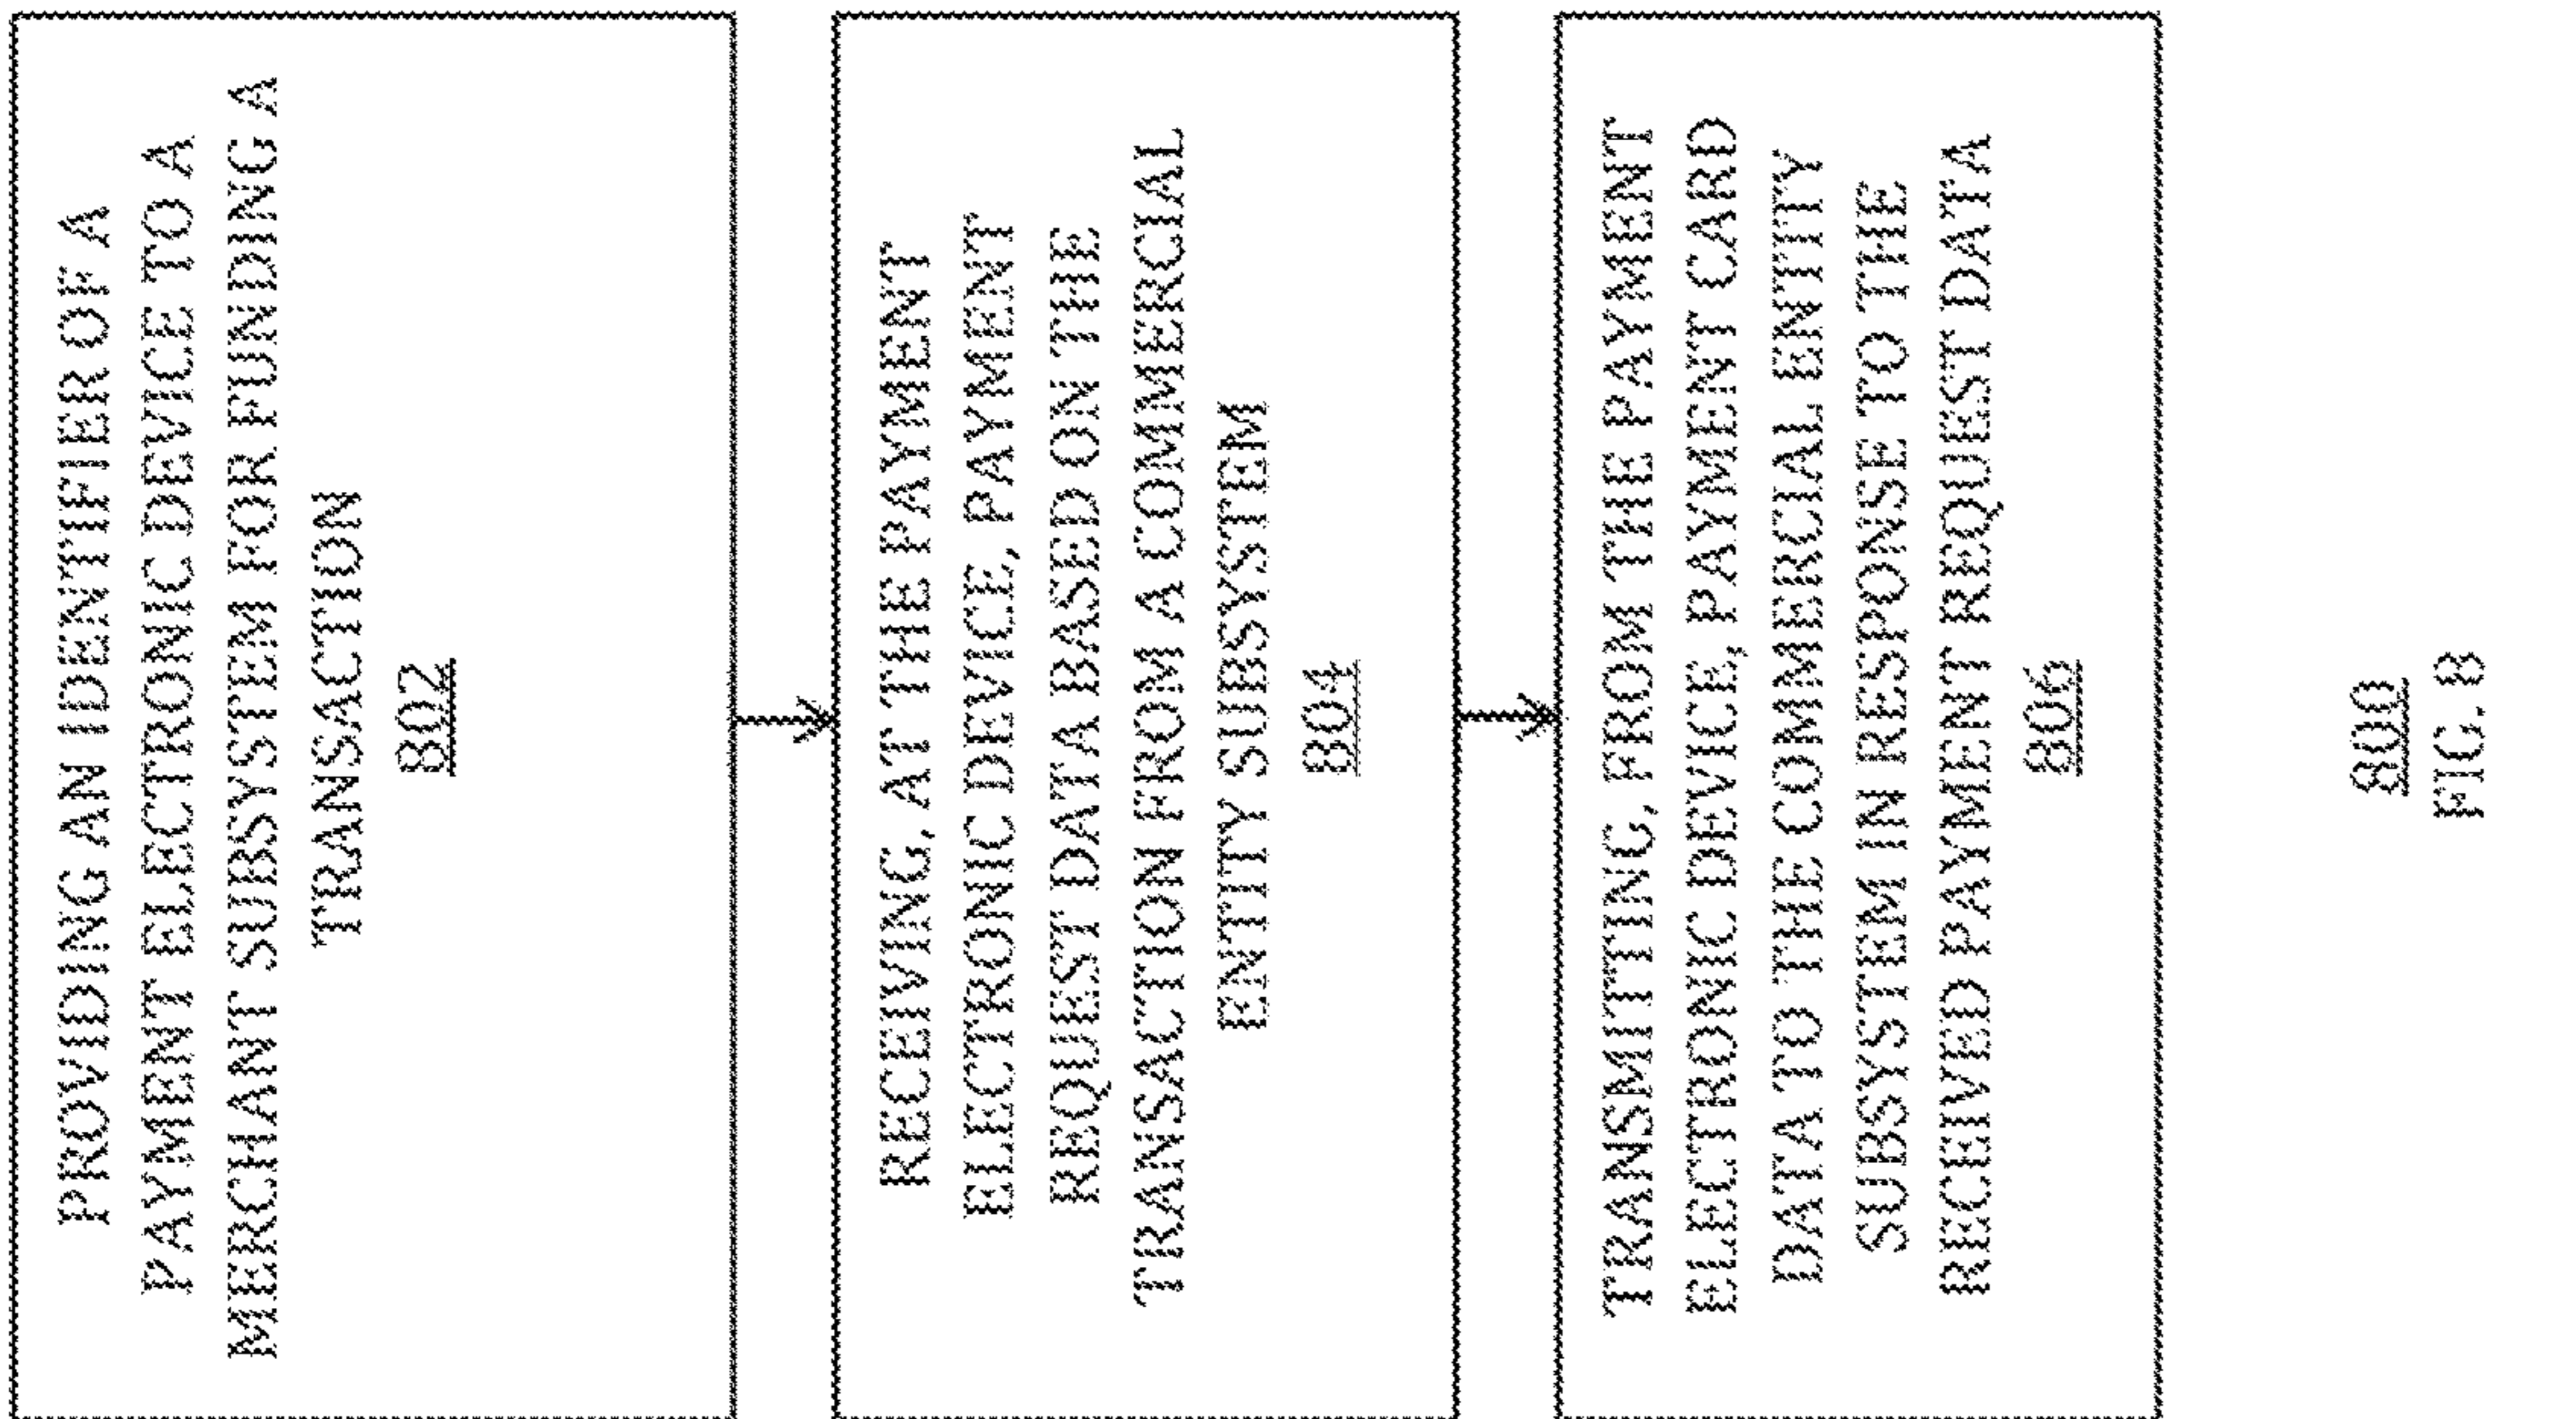 PROVIDING AN IDENTIFIER OF A
PAYMENT ELECTRONIC DEVICE TO A
MERCHANT SUBSYSTEM FOR FUNDING A
TRANSACTION
802
RECEIVING, AT THE PAYMENT
ELECTRONIC DEVICE, PAYMENT
REQUEST DATA BASED ON THE
TRANSACTION FROM A COMMERCIAL
ENTITY SUBSYSTEM
804
TRANSMITTING, FROM THE PAYMENT
ELECTRONIC DEVICE, PAYMENT CARD
DATA TO THE COMMERCIAL ENTITY
SUBSYSTEM IN RESPONSE TO THE
RECEIVED PAYMENT REQUEST DATA
806
800
FIG. 8